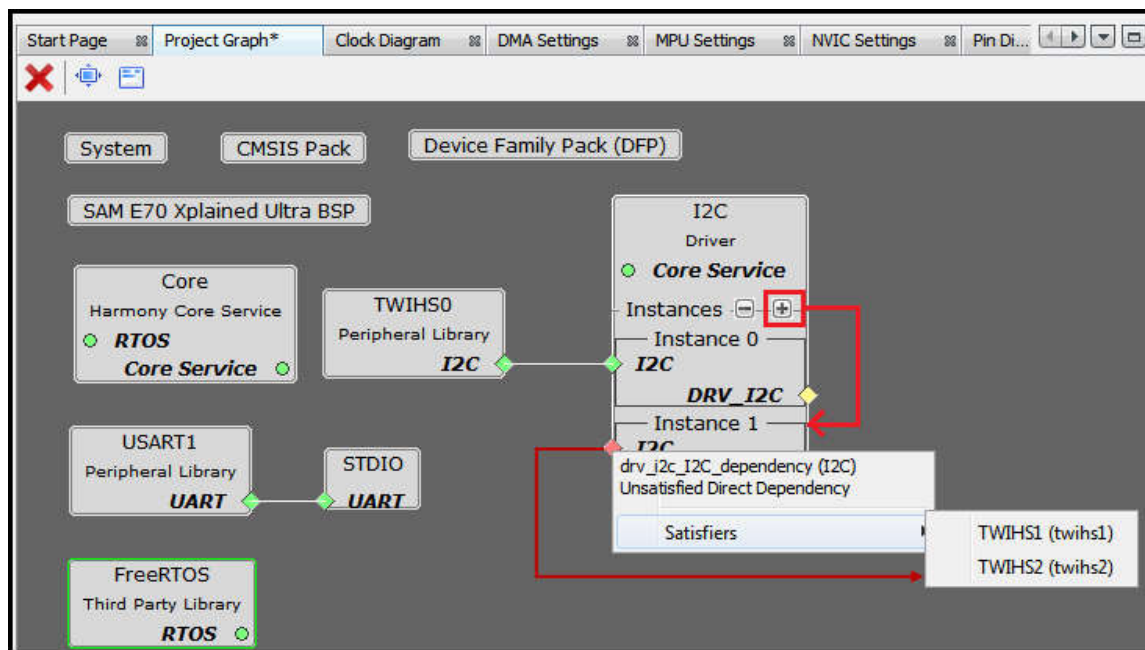 Start Page
Project Graph*
Clock Diagram
DMA Settings
MPU Settings
NVIC Settings
Pin Di...
System
CMSIS Pack
Device Family Pack (DFP)
SAM E70 Xplained Ultra BSP
Core
Harmony Core Service
RTOS
Core Service
TWIHS0
Peripheral Library
I2C
I2C
Driver
Core Service
Instances
Instance 0
I2C
DRV_I2C
Instance 1
I2C
USART1
Peripheral Library
UART
STDIO
UART
drv_i2c_I2C_dependency (I2C)
Unsatisfied Direct Dependency
Satisfiers
TWIHS1 (twihs1)
TWIHS2 (twihs2)
FreeRTOS
Third Party Library
RTOS